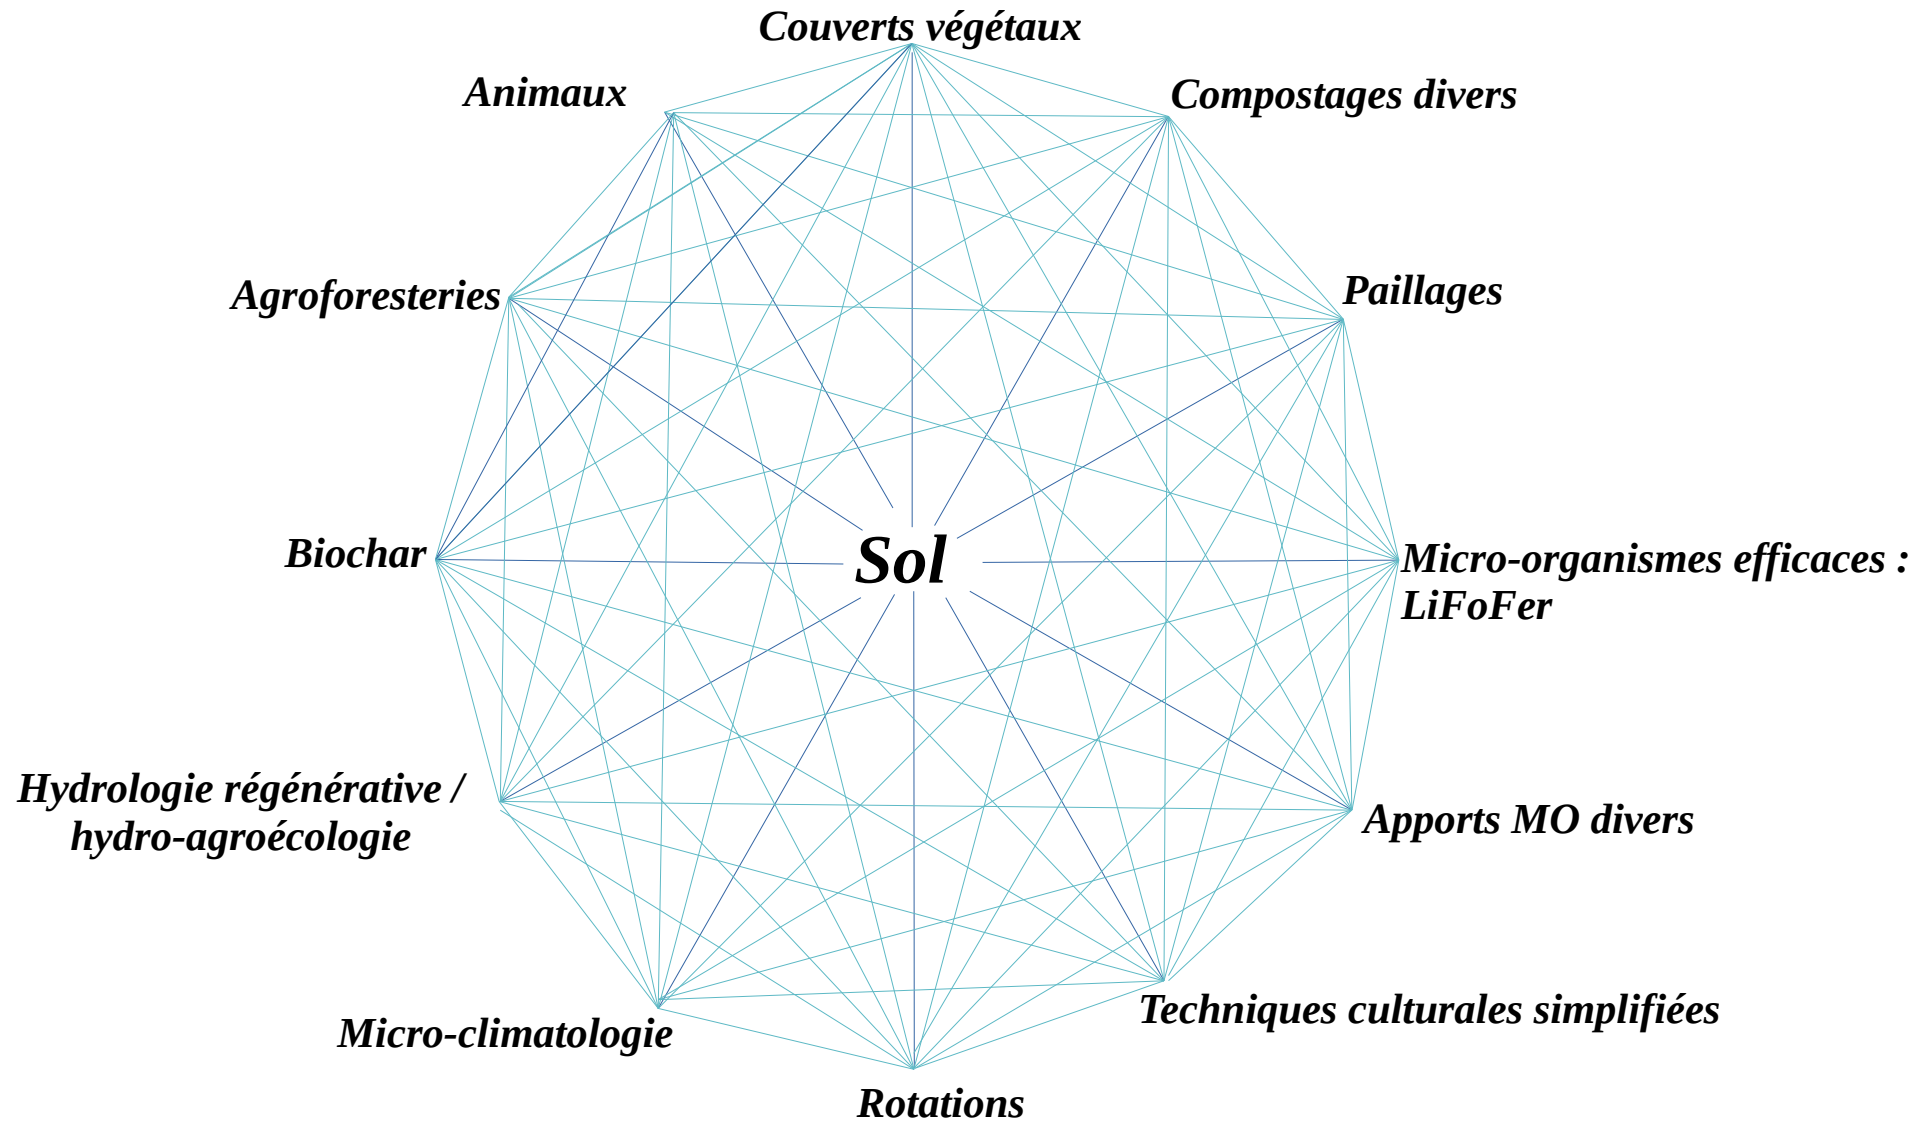 Couverts végétaux
Animaux
Compostages divers
Agroforesteries
Paillages
Biochar
Sol
Micro-organismes efficaces :
LiFoFer
Hydrologie régénérative /
hydro-agroécologie
Apports MO divers
Micro-climatologie
Techniques culturales simplifiées
Rotations